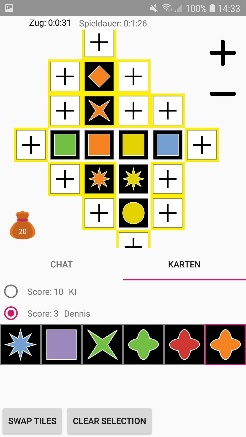 100% 14:33
Zug: 0:0:31 Spieldauer: 0:1:26
20
CHAT KARTEN
Score: 10 KI
Score: 3 Dennis
SWAP TILES CLEAR SELECTION